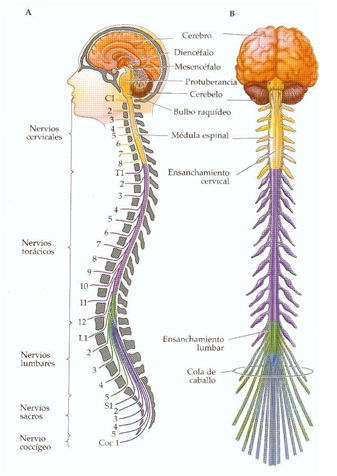 A
B
Cerebro
Diencéfalo
Mesencéfalo
Protuberancia
Cerebelo
Bulbo raquídeo
Médula espinal
Ensanchamiento
cervical
Ensanchamiento
lumbar
Cola de
caballo
Nervios
cervicales
Nervios
torácicos
Nervios
lumbares
Nervios
sacros
Nervio
coccígeo
C1
2
3
4
5
6
7
8
T1
2
3
4
5
6
7
8
9
10
11
12
L1
2
3
4
5
S1
2
3
4
5
Coc 1